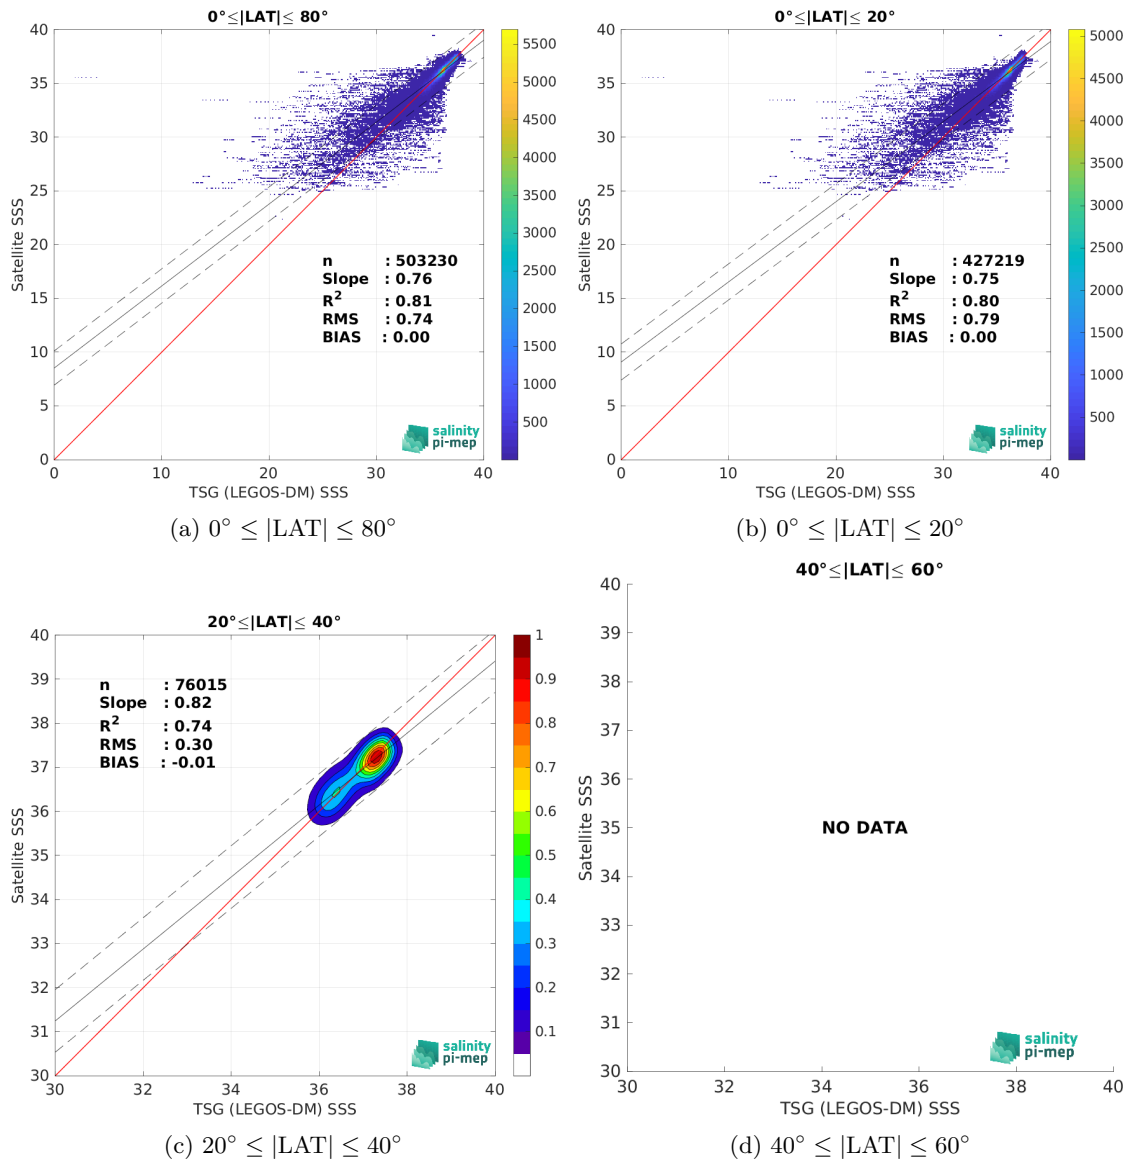 0°≤|LAT|≤ 80°
40
35
30
25
20
15
10
5
0
Satellite SSS
n : 503230
Slope : 0.76
R² : 0.81
RMS : 0.74
BIAS : 0.00
salinity
pi-mep
0 10 20 30 40
TSG (LEGOS-DM) SSS
5500
5000
4500
4000
3500
3000
2500
2000
1500
1000
500
(a) 0° ≤ |LAT| ≤ 80°
0°≤|LAT|≤ 20°
40
35
30
25
20
15
10
5
0
Satellite SSS
n : 427219
Slope : 0.75
R² : 0.80
RMS : 0.79
BIAS : 0.00
salinity
pi-mep
0 10 20 30 40
TSG (LEGOS-DM) SSS
5000
4500
4000
3500
3000
2500
2000
1500
1000
500
(b) 0° ≤ |LAT| ≤ 20°
20°≤|LAT|≤ 40°
40
39
38
37
36
35
34
33
32
31
30
Satellite SSS
n : 76015
Slope : 0.82
R² : 0.74
RMS : 0.30
BIAS : -0.01
salinity
pi-mep
30 32 34 36 38 40
TSG (LEGOS-DM) SSS
1
0.9
0.8
0.7
0.6
0.5
0.4
0.3
0.2
0.1
(c) 20° ≤ |LAT| ≤ 40°
40°≤|LAT|≤ 60°
40
39
38
37
36
35
34
33
32
31
30
Satellite SSS
NO DATA
salinity
pi-mep
30 32 34 36 38 40
TSG (LEGOS-DM) SSS
(d) 40° ≤ |LAT| ≤ 60°